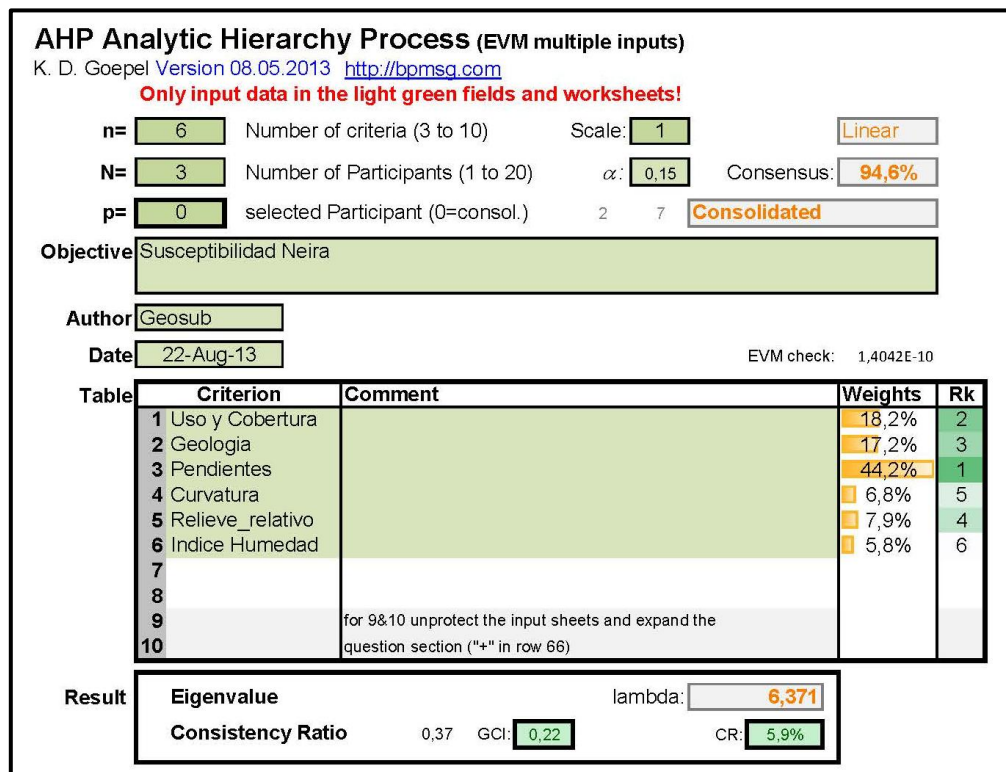 AHP Analytic Hierarchy Process (EVM multiple inputs)
K. D. Goepel Version 08.05.2013 http://bpmsg.com
Only input data in the light green fields and worksheets!
n= 6 Number of criteria (3 to 10) Scale: 1 Linear
N= 3 Number of Participants (1 to 20) α: 0,15 Consensus: 94,6%
p= 0 selected Participant (0=consol.) 2 7 Consolidated
Objective Susceptibilidad Neira
Author Geosub
Date 22-Aug-13 EVM check: 1,4042E-10
Table Criterion Comment Weights Rk
1 Uso y Cobertura 18,2% 2
2 Geologia 17,2% 3
3 Pendientes 44,2% 1
4 Curvatura 6,8% 5
5 Relieve_relativo 7,9% 4
6 Indice Humedad 5,8% 6
7
8
9 for 9&10 unprotect the input sheets and expand the
10 question section ("+" in row 66)
Result Eigenvalue lambda: 6,371
Consistency Ratio 0,37 GCI: 0,22 CR: 5,9%